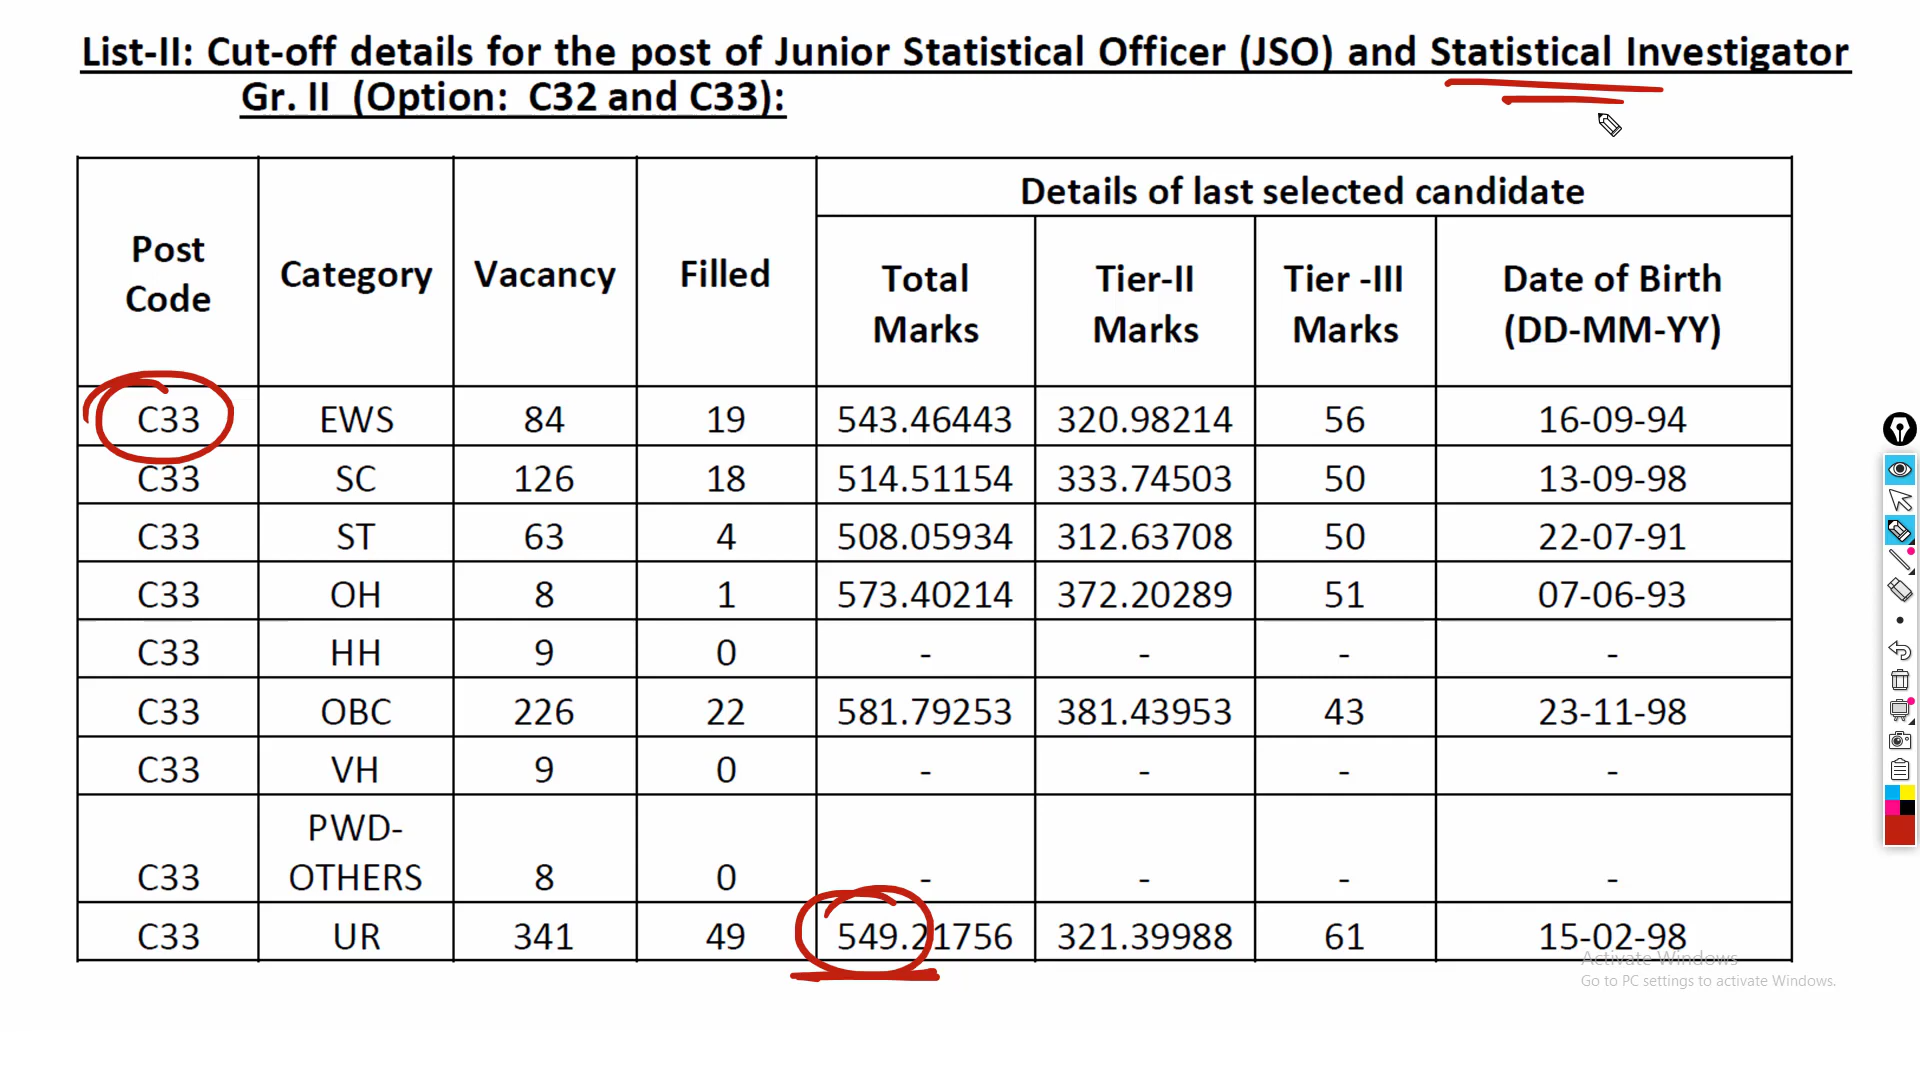 List-II: Cut-off details for the post of Junior Statistical Officer (JSO) and Statistical Investigator
Gr. II (Option: C32 and C33):
Post Code Category Vacancy Filled Details of last selected candidate
Total Marks Tier-II Marks Tier -III Marks Date of Birth (DD-MM-YY)
C33 EWS 84 19 543.46443 320.98214 56 16-09-94
C33 SC 126 18 514.51154 333.74503 50 13-09-98
C33 ST 63 4 508.05934 312.63708 50 22-07-91
C33 OH 8 1 573.40214 372.20289 51 07-06-93
C33 HH 9 0 - - - -
C33 OBC 226 22 581.79253 381.43953 43 23-11-98
C33 VH 9 0 - - - -
C33 PWD-OTHERS 8 0 - - - -
C33 UR 341 49 549.21756 321.39988 61 15-02-98
Activate Windows
Go to PC settings to activate Windows.